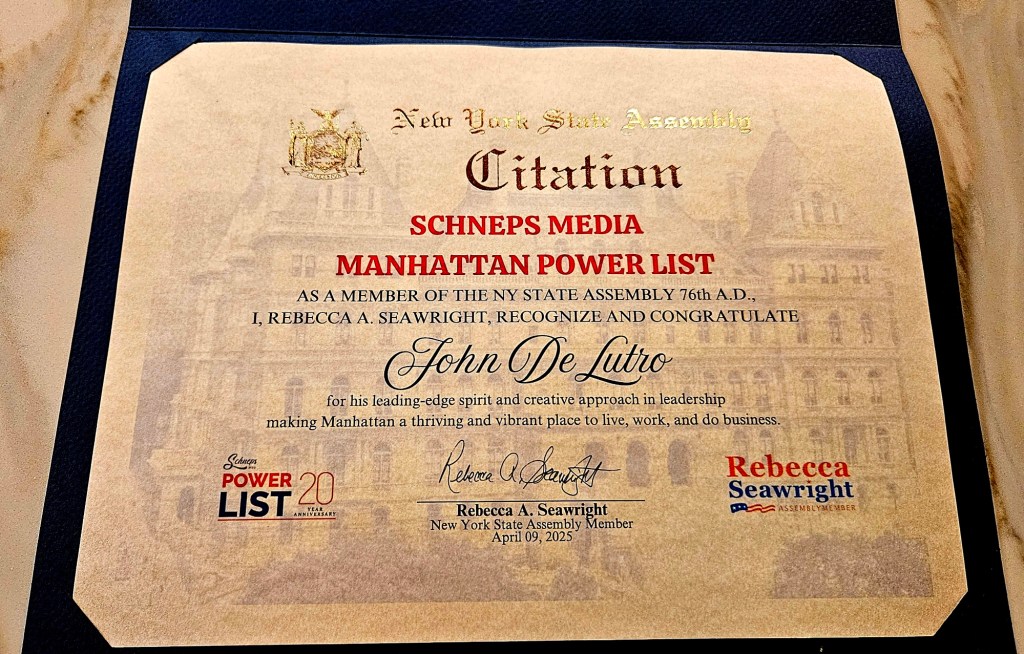 New York State Assembly
Citation
SCHNEPS MEDIA
MANHATTAN POWER LIST
AS A MEMBER OF THE NY STATE ASSEMBLY 76th A.D.,
I, REBECCA A. SEAWRIGHT, RECOGNIZE AND CONGRATULATE
John De Lutro
for his leading-edge spirit and creative approach in leadership
making Manhattan a thriving and vibrant place to live, work, and do business.
Schneps
POWER
LIST 20
YEAR
ANNIVERSARY
Rebecca A. Seawright
Rebecca A. Seawright
New York State Assembly Member
April 09, 2025
Rebecca
Seawright
ASSEMBLYMEMBER